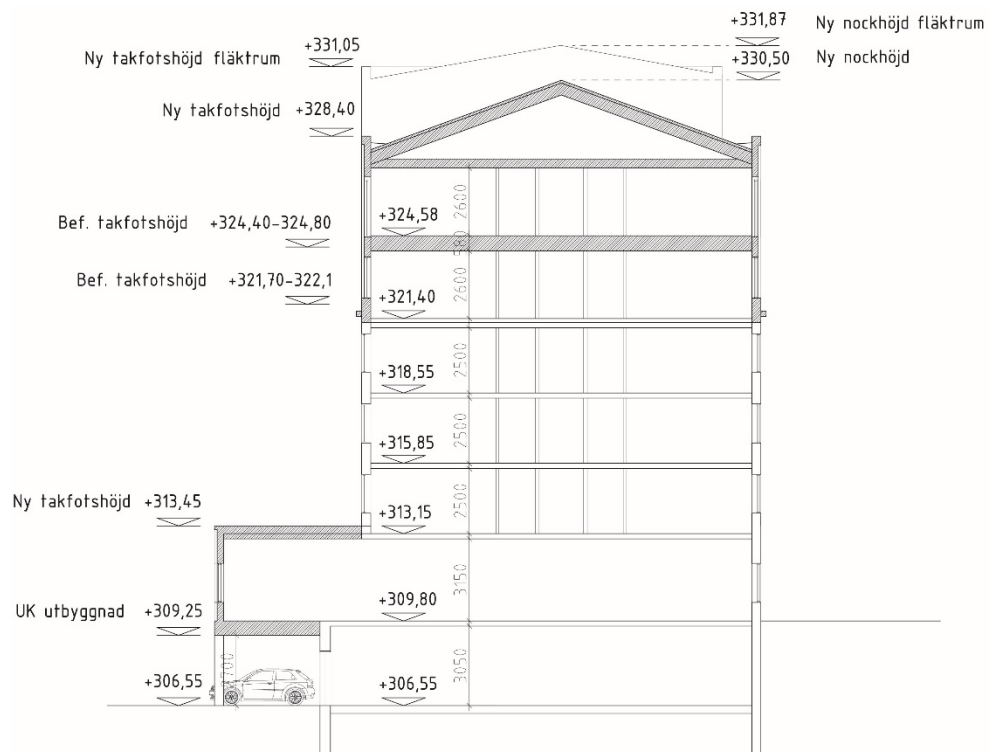 +331,87 Ny nockhöjd fläktrum
Ny takfotshöjd fläktrum +331,05
+330,50 Ny nockhöjd
Ny takfotshöjd +328,40
2600
Bef. takfotshöjd +324,40-324,80
+324,58
580
Bef. takfotshöjd +321,70-322,1
2600
+321,40
2500
+318,55
2500
+315,85
2500
Ny takfotshöjd +313,45
+313,15
3150
UK utbyggnad +309,25
+309,80
3050
+306,55
+306,55